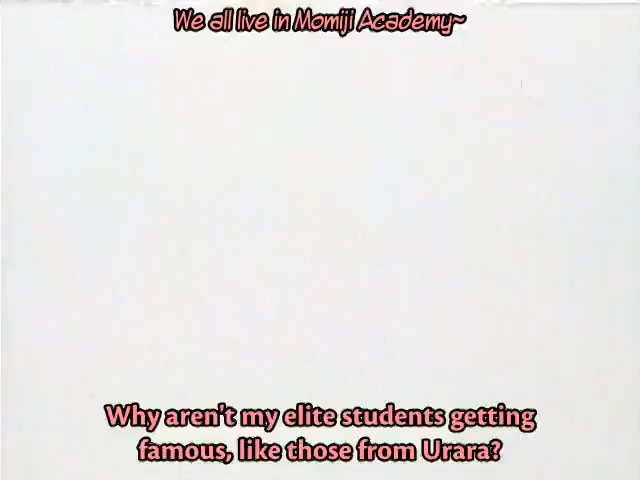 We all live in Momiji Academy~
Why aren't my elite students getting
famous, like those from Urara?